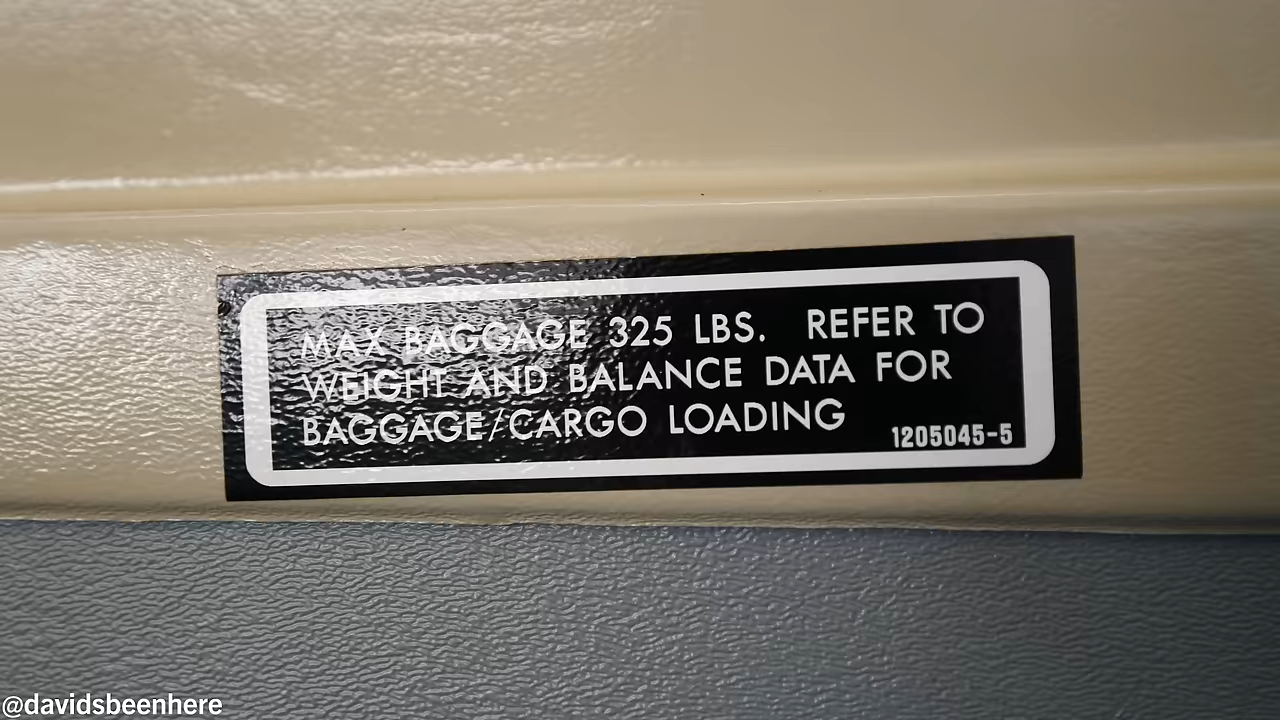 MAX BAGGAGE 325 LBS. REFER TO
WEIGHT AND BALANCE DATA FOR
BAGGAGE/CARGO LOADING
1205045-5
@davidsbeenhere